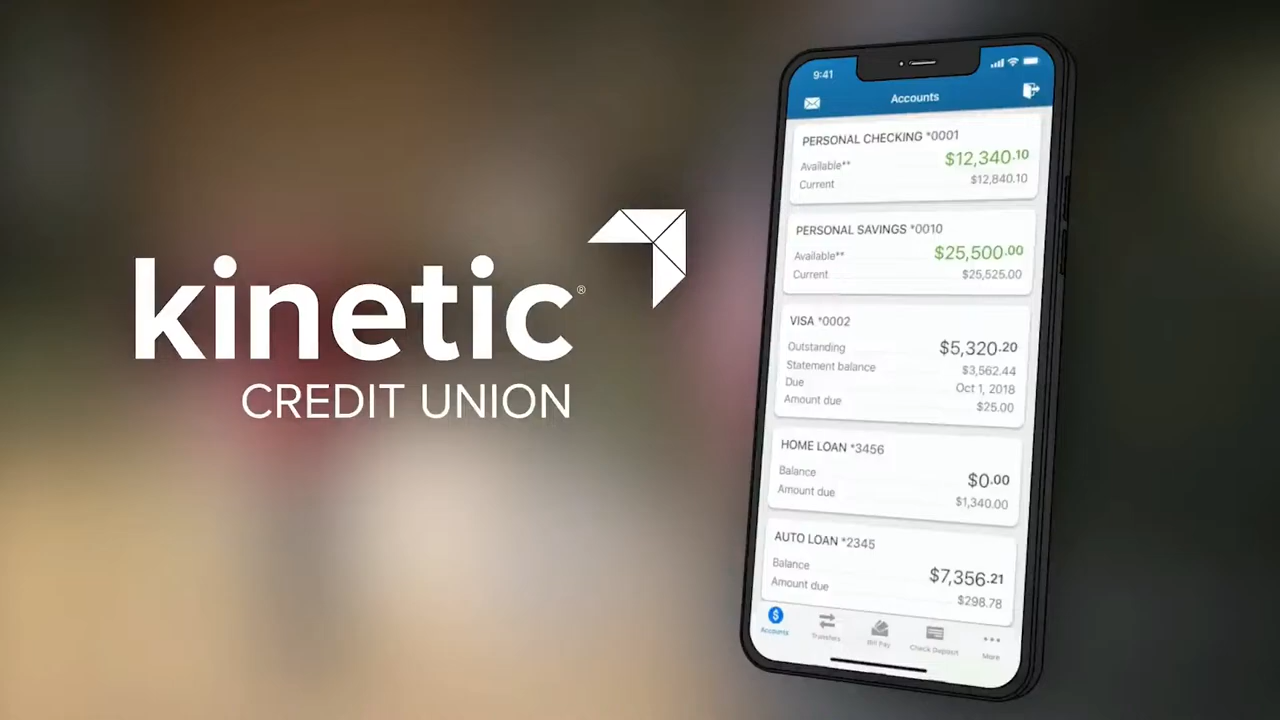 kinetic®
CREDIT UNION
9:41
Accounts
PERSONAL CHECKING *0001
Available** $12,340.10
Current $12,840.10
PERSONAL SAVINGS *0010
Available** $25,500.00
Current $25,525.00
VISA *0002
Outstanding $5,320.20
Statement balance $3,562.44
Due Oct 1, 2018
Amount due $25.00
HOME LOAN *3456
Balance $0.00
Amount due $1,340.00
AUTO LOAN *2345
Balance $7,356.21
Amount due $298.78
Accounts Transfers Bill Pay Check Deposit More